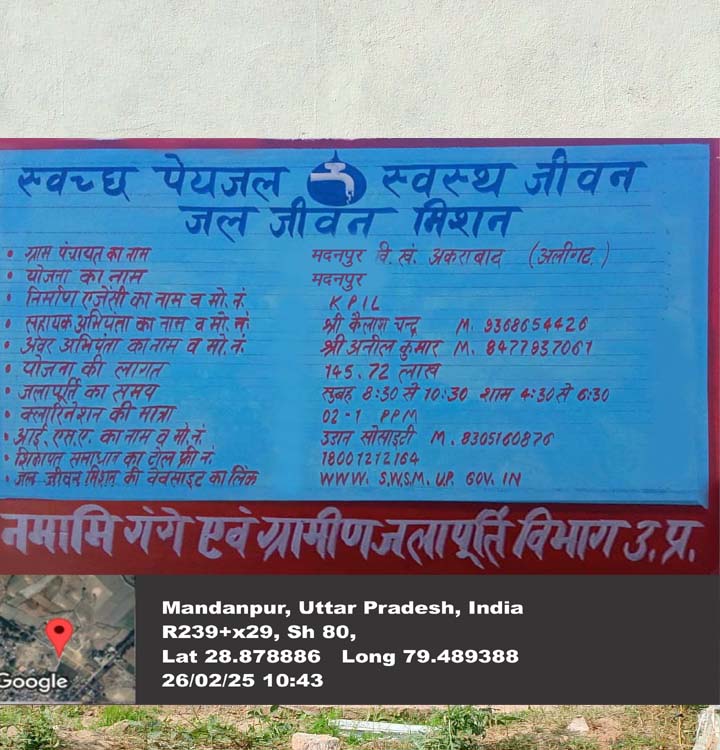 स्वच्छ पेयजल स्वस्थ जीवन
जल जीवन मिशन
• ग्राम पंचायत का नाम मदनपुर वि. खं. अकराबाद (अलीगढ़)
• योजना का नाम मदनपुर
• निर्माण एजेंसी का नाम व मो. नं. KPIL
• सहायक अभियंता का नाम व मो. नं. श्री कैलाश चन्द्र M. 9368654426
• अवर अभियंता का नाम व मो. नं. श्री अनील कुमार M. 8477937061
• योजना की लागत 145.72 लाख
• जलापूर्ति का समय सुबह 8:30 से 10:30 शाम 4:30 से 6:30
• क्लोरिनेशन की मात्रा 02-1 PPM
• आई. एस.ए. का नाम व मो. नं. उडान सोसाइटी M. 8305160876
• शिकायत समाधान का टोल फ्री नं. 18001212164
• जल जीवन मिशन की वेवसाइट का लिंक WWW. S.W.S.M. U.P. GOV. IN
नमामि गंगे एवं ग्रामीण जलापूर्ति विभाग उ. प्र.
Mandanpur, Uttar Pradesh, India
R239+x29, Sh 80,
Lat 28.878886 Long 79.489388
26/02/25 10:43
Google